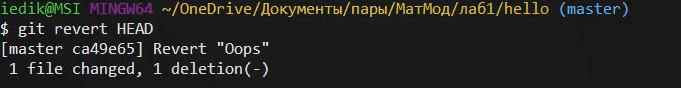 iedik@MSI MINGW64 ~/OneDrive/Документы/пары/МатМод/лаб1/hello (master)
$ git revert HEAD
[master ca49e65] Revert "Oops"
 1 file changed, 1 deletion(-)